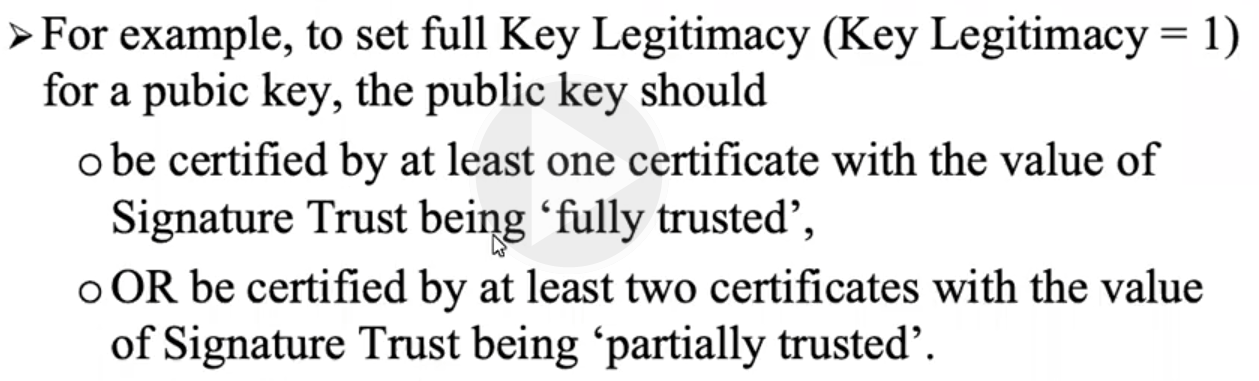 ➢ For example, to set full Key Legitimacy (Key Legitimacy = 1)
for a pubic key, the public key should
o be certified by at least one certificate with the value of
Signature Trust being ‘fully trusted’,
o OR be certified by at least two certificates with the value
of Signature Trust being ‘partially trusted’.